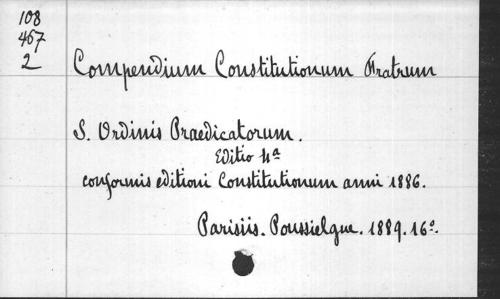 108
467
2
Compendium Constitutionum Fratrum
S. Ordinis Praedicatorum.
Editio 4a
conformis editioni Constitutionum anni 1886.
Parisiis. Poussielgue. 1889. 16°.